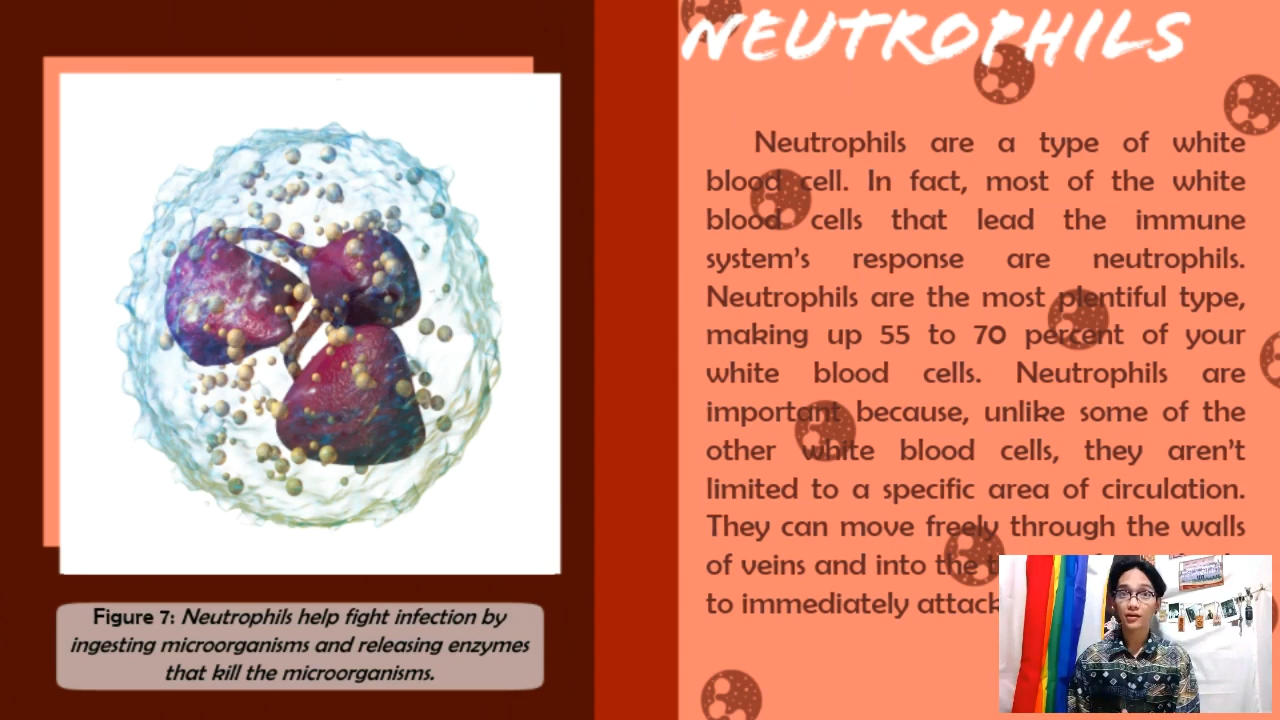 NEUTROPHILS
Neutrophils are a type of white
blood cell. In fact, most of the white
blood cells that lead the immune
system's response are neutrophils.
Neutrophils are the most plentiful type,
making up 55 to 70 percent of your
white blood cells. Neutrophils are
important because, unlike some of the
other white blood cells, they aren't
limited to a specific area of circulation.
They can move freely through the walls
of veins and into the
to immediately attack
Figure 7: Neutrophils help fight infection by
ingesting microorganisms and releasing enzymes
that kill the microorganisms.